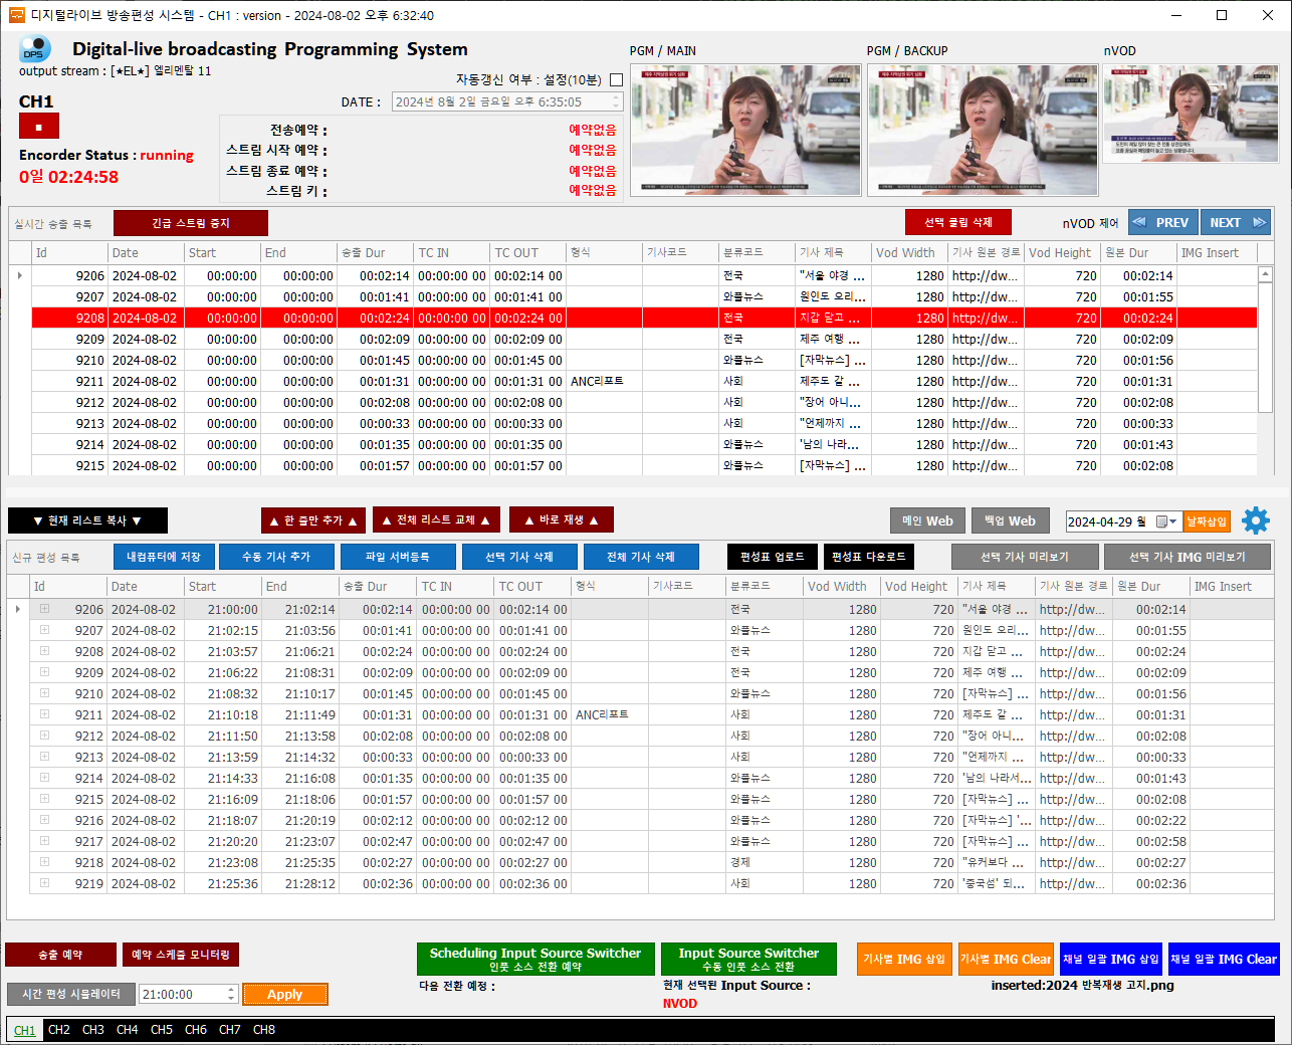 디지털라이브 방송편성 시스템 - CH1 : version - 2024-08-02 오후 6:32:40
DPS
Digital-live broadcasting Programming System
output stream : [★EL★] 엘리멘탈 11
자동갱신 여부 : 설정(10분)
CH1
DATE : 2024년 8월 2일 금요일 오후 6:35:05
Encorder Status : running
0일 02:24:58
전송예약 : 예약없음
스트림 시작 예약 : 예약없음
스트림 종료 예약 : 예약없음
스트림 키 : 예약없음
PGM / MAIN
PGM / BACKUP
nVOD
실시간 송출 목록
긴급 스트림 중지
선택 클립 삭제
nVOD 제어
PREV
NEXT
Id Date Start End 송출 Dur TC IN TC OUT 형식 기사코드 분류코드 기사 제목 Vod Width 기사 원본 경로 Vod Height 원본 Dur IMG Insert
9206 2024-08-02 00:00:00 00:00:00 00:02:14 00:00:00 00 00:02:14 00 전국 "서울 야경 ... 1280 http://dw... 720 00:02:14
9207 2024-08-02 00:00:00 00:00:00 00:01:41 00:00:00 00 00:01:41 00 와플뉴스 원인도 오리... 1280 http://dw... 720 00:01:55
9208 2024-08-02 00:00:00 00:00:00 00:02:24 00:00:00 00 00:02:24 00 전국 지갑 닫고 ... 1280 http://dw... 720 00:02:24
9209 2024-08-02 00:00:00 00:00:00 00:02:09 00:00:00 00 00:02:09 00 전국 제주 여행 ... 1280 http://dw... 720 00:02:09
9210 2024-08-02 00:00:00 00:00:00 00:01:45 00:00:00 00 00:01:45 00 와플뉴스 [자막뉴스] ... 1280 http://dw... 720 00:01:56
9211 2024-08-02 00:00:00 00:00:00 00:01:31 00:00:00 00 00:01:31 00 ANC리포트 사회 제주도 갈 ... 1280 http://dw... 720 00:01:31
9212 2024-08-02 00:00:00 00:00:00 00:02:08 00:00:00 00 00:02:08 00 사회 "장어 아니... 1280 http://dw... 720 00:02:08
9213 2024-08-02 00:00:00 00:00:00 00:00:33 00:00:00 00 00:00:33 00 사회 "언제까지 ... 1280 http://dw... 720 00:00:33
9214 2024-08-02 00:00:00 00:00:00 00:01:35 00:00:00 00 00:01:35 00 와플뉴스 '남의 나라... 1280 http://dw... 720 00:01:43
9215 2024-08-02 00:00:00 00:00:00 00:01:57 00:00:00 00 00:01:57 00 와플뉴스 [자막뉴스] ... 1280 http://dw... 720 00:02:08
▼ 현재 리스트 복사 ▼
▲ 한 줄만 추가 ▲
▲ 전체 리스트 교체 ▲
▲ 바로 재생 ▲
메인 Web
백업 Web
2024-04-29 월
날짜삽입
신규 편성 목록
내컴퓨터에 저장
수동 기사 추가
파일 서버등록
선택 기사 삭제
전체 기사 삭제
편성표 업로드
편성표 다운로드
선택 기사 미리보기
선택 기사 IMG 미리보기
Id Date Start End 송출 Dur TC IN TC OUT 형식 기사코드 분류코드 Vod Width Vod Height 기사 제목 기사 원본 경로 원본 Dur IMG Insert
9206 2024-08-02 21:00:00 21:02:14 00:02:14 00:00:00 00 00:02:14 00 전국 1280 720 "서울 야경 ... http://dw... 00:02:14
9207 2024-08-02 21:02:15 21:03:56 00:01:41 00:00:00 00 00:01:41 00 와플뉴스 1280 720 원인도 오리... http://dw... 00:01:55
9208 2024-08-02 21:03:57 21:06:21 00:02:24 00:00:00 00 00:02:24 00 전국 1280 720 지갑 닫고 ... http://dw... 00:02:24
9209 2024-08-02 21:06:22 21:08:31 00:02:09 00:00:00 00 00:02:09 00 전국 1280 720 제주 여행 ... http://dw... 00:02:09
9210 2024-08-02 21:08:32 21:10:17 00:01:45 00:00:00 00 00:01:45 00 와플뉴스 1280 720 [자막뉴스] ... http://dw... 00:01:56
9211 2024-08-02 21:10:18 21:11:49 00:01:31 00:00:00 00 00:01:31 00 ANC리포트 사회 1280 720 제주도 갈 ... http://dw... 00:01:31
9212 2024-08-02 21:11:50 21:13:58 00:02:08 00:00:00 00 00:02:08 00 사회 1280 720 "장어 아니... http://dw... 00:02:08
9213 2024-08-02 21:13:59 21:14:32 00:00:33 00:00:00 00 00:00:33 00 사회 1280 720 "언제까지 ... http://dw... 00:00:33
9214 2024-08-02 21:14:33 21:16:08 00:01:35 00:00:00 00 00:01:35 00 와플뉴스 1280 720 '남의 나라서... http://dw... 00:01:43
9215 2024-08-02 21:16:09 21:18:06 00:01:57 00:00:00 00 00:01:57 00 와플뉴스 1280 720 [자막뉴스] ... http://dw... 00:02:08
9216 2024-08-02 21:18:07 21:20:19 00:02:12 00:00:00 00 00:02:12 00 와플뉴스 1280 720 [자막뉴스] '... http://dw... 00:02:22
9217 2024-08-02 21:20:20 21:23:07 00:02:47 00:00:00 00 00:02:47 00 와플뉴스 1280 720 [자막뉴스] ... http://dw... 00:02:58
9218 2024-08-02 21:23:08 21:25:35 00:02:27 00:00:00 00 00:02:27 00 경제 1280 720 "유커보다 ... http://dw... 00:02:27
9219 2024-08-02 21:25:36 21:28:12 00:02:36 00:00:00 00 00:02:36 00 사회 1280 720 '중국섬' 되... http://dw... 00:02:36
송출 예약
예약 스케줄 모니터링
Scheduling Input Source Switcher
인풋 소스 전환 예약
Input Source Switcher
수동 인풋 소스 전환
기사별 IMG 삽입
기사별 IMG Clear
채널 일괄 IMG 삽입
채널 일괄 IMG Clear
다음 전환 예정 :
현재 선택된 Input Source :
NVOD
inserted:2024 반복재생 고지.png
시간 편성 시뮬레이터
21:00:00
Apply
CH1 CH2 CH3 CH4 CH5 CH6 CH7 CH8